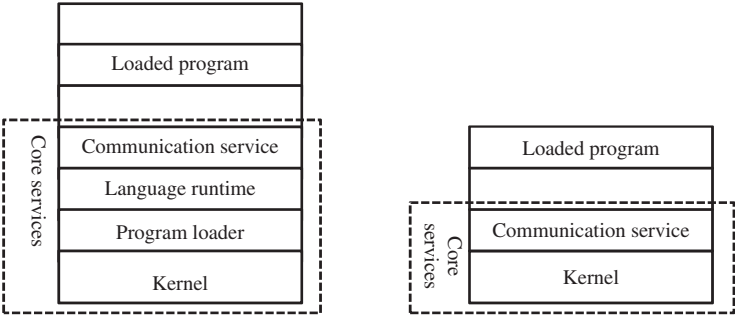 Loaded program
Communication service
Language runtime
Program loader
Kernel
Core services
Loaded program
Communication service
Kernel
Core
services